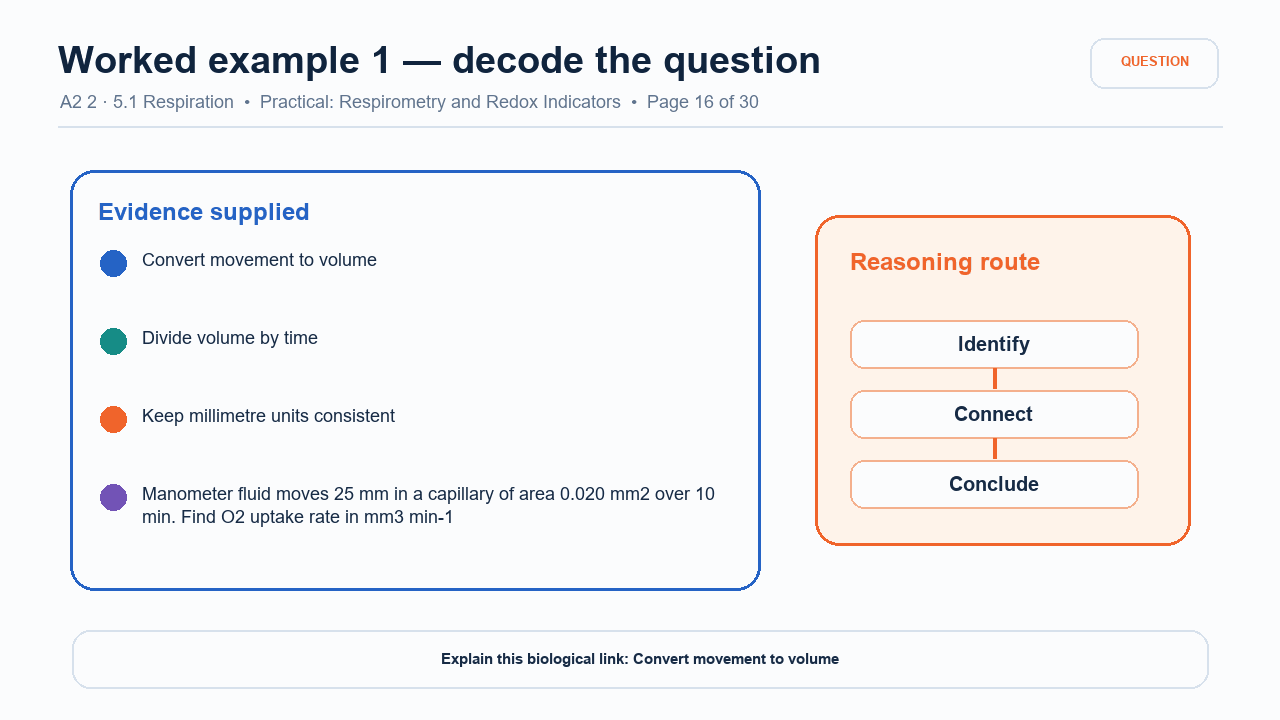 Worked example 1 — decode the question
QUESTION
A2 2 · 5.1 Respiration • Practical: Respirometry and Redox Indicators • Page 16 of 30
Evidence supplied
Convert movement to volume
Divide volume by time
Keep millimetre units consistent
Manometer fluid moves 25 mm in a capillary of area 0.020 mm2 over 10
min. Find O2 uptake rate in mm3 min-1
Reasoning route
Identify
Connect
Conclude
Explain this biological link: Convert movement to volume